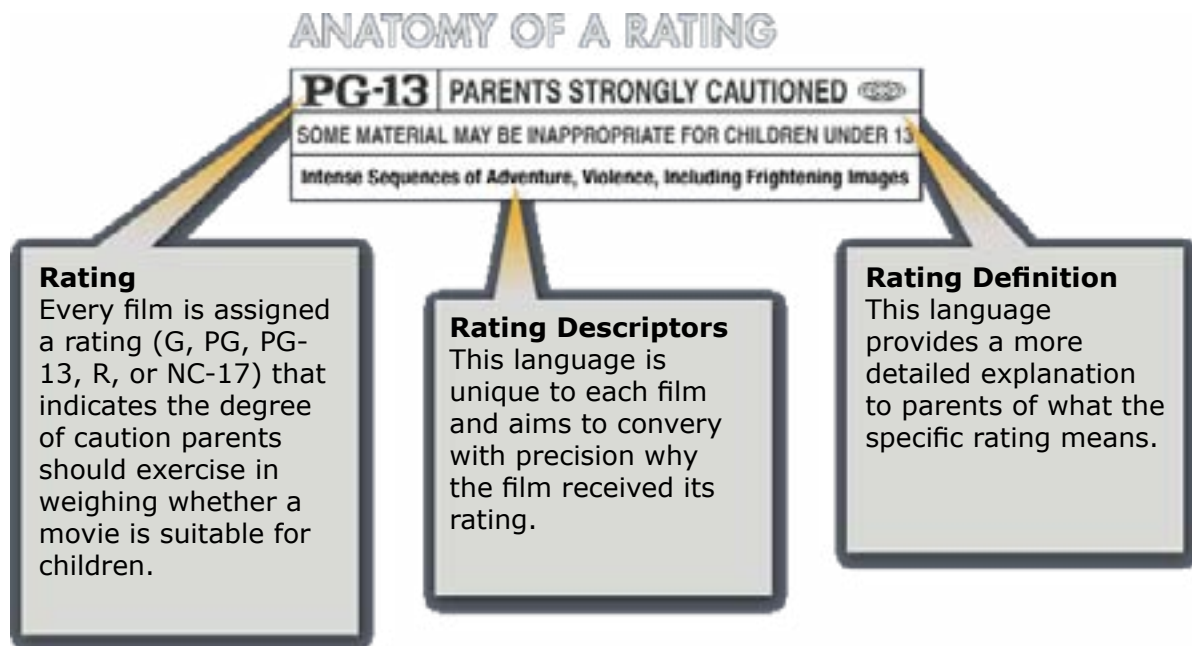 ANATOMY OF A RATING
PG-13 PARENTS STRONGLY CAUTIONED
SOME MATERIAL MAY BE INAPPROPRIATE FOR CHILDREN UNDER 13
Intense Sequences of Adventure, Violence, Including Frightening Images
Rating
Every film is assigned
a rating (G, PG, PG-
13, R, or NC-17) that
indicates the degree
of caution parents
should exercise in
weighing whether a
movie is suitable for
children.
Rating Descriptors
This language is
unique to each film
and aims to convery
with precision why
the film received its
rating.
Rating Definition
This language
provides a more
detailed explanation
to parents of what the
specific rating means.